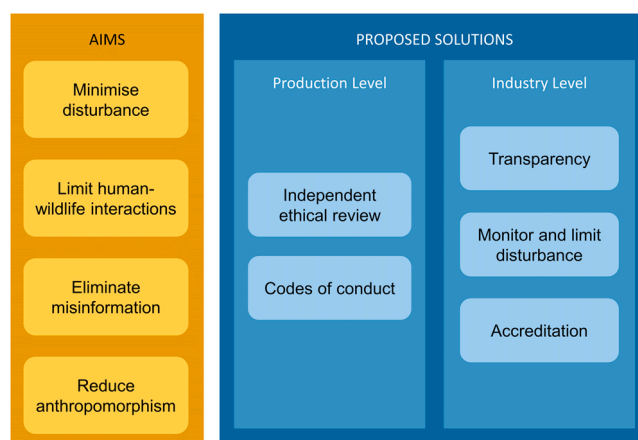 AIMS
Minimise
disturbance
Limit human-
wildlife interactions
Eliminate
misinformation
Reduce
anthropomorphism
PROPOSED SOLUTIONS
Production Level
Independent
ethical review
Codes of conduct
Industry Level
Transparency
Monitor and limit
disturbance
Accreditation